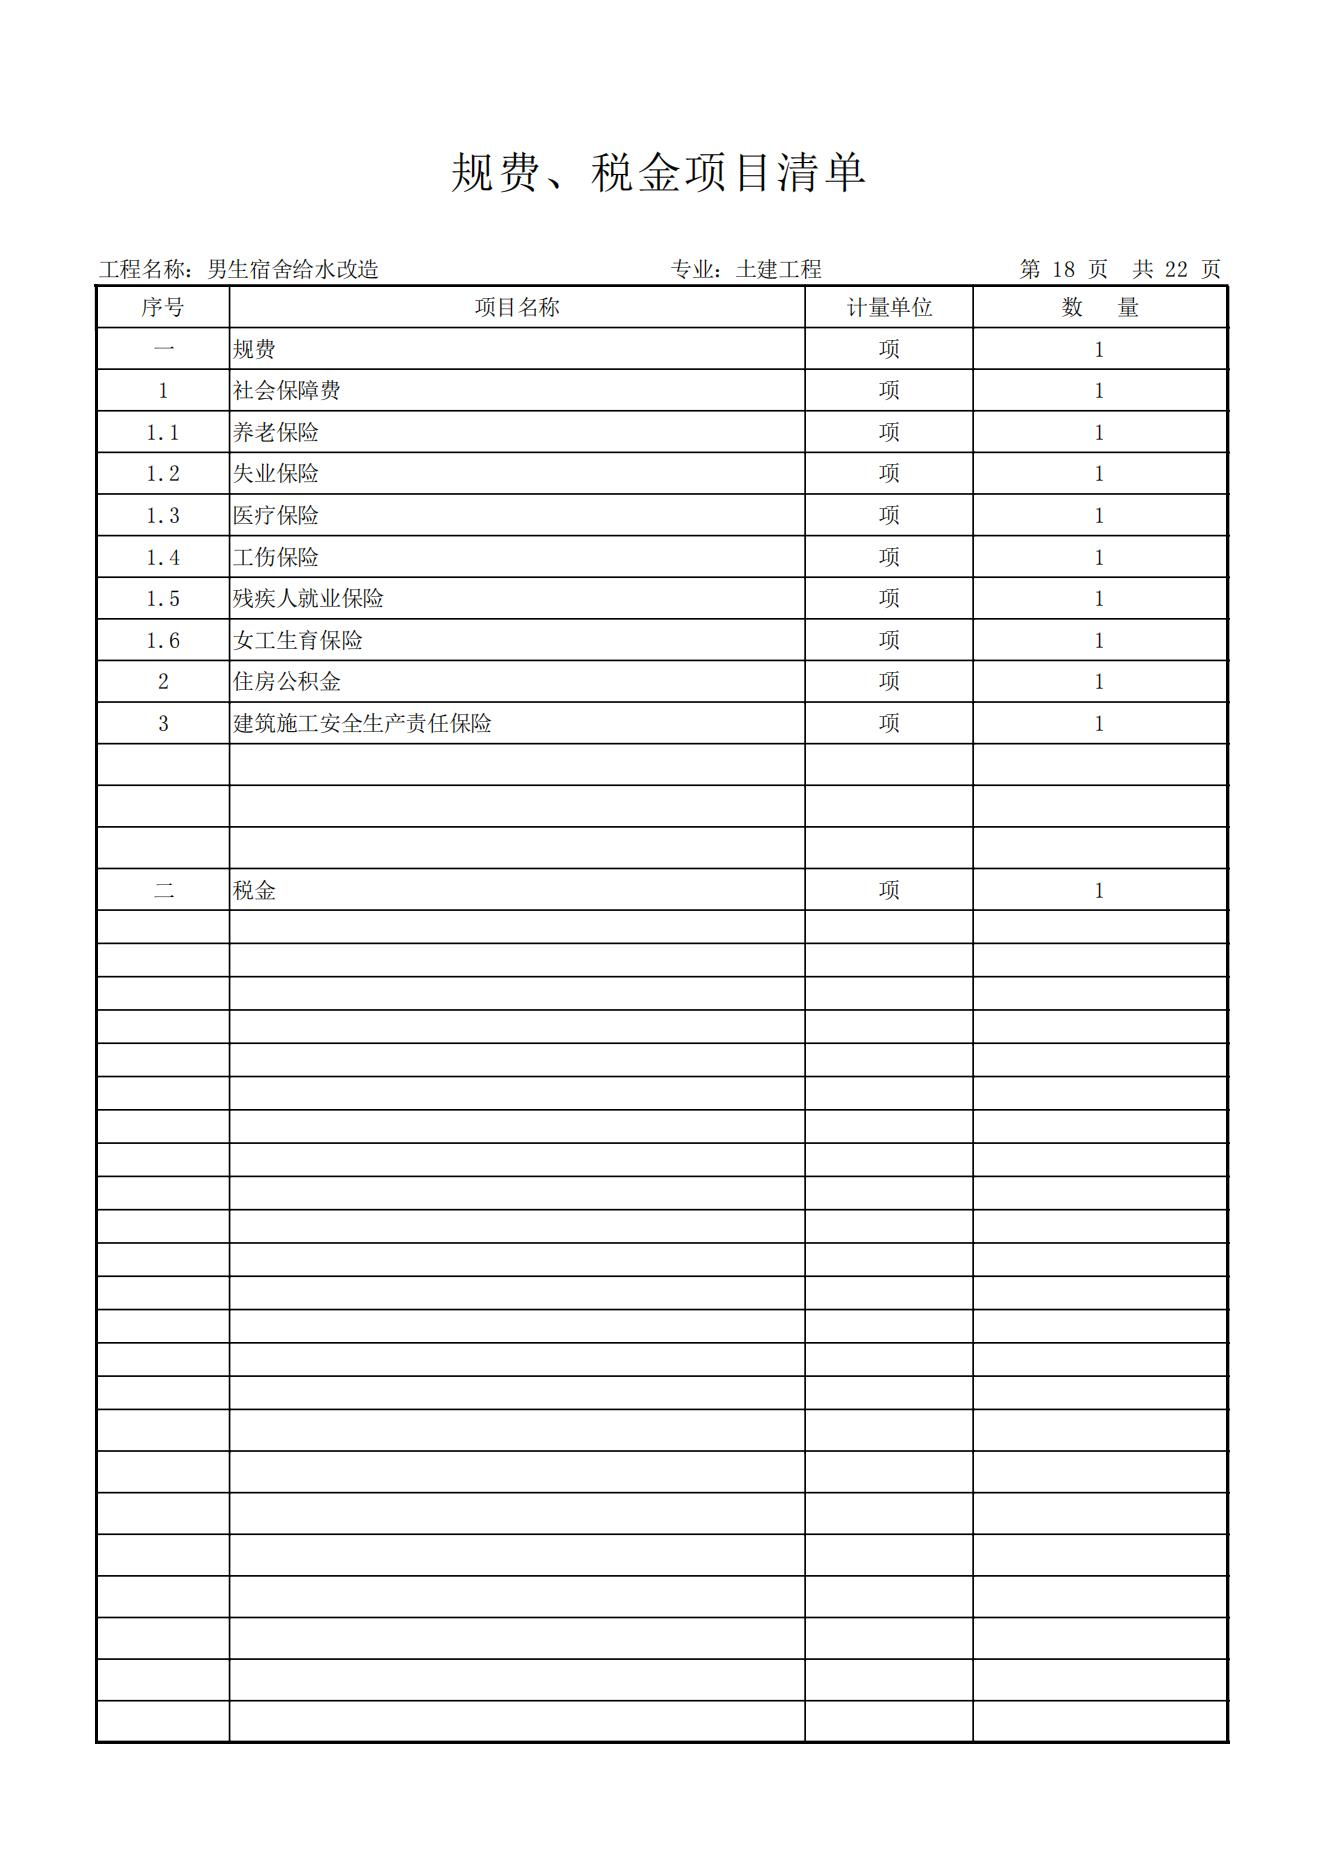 规费、税金项目清单
工程名称：男生宿舍给水改造 专业：土建工程 第 18 页 共 22 页
序号 项目名称 计量单位 数 量
一 规费 项 1
1 社会保障费 项 1
1.1 养老保险 项 1
1.2 失业保险 项 1
1.3 医疗保险 项 1
1.4 工伤保险 项 1
1.5 残疾人就业保险 项 1
1.6 女工生育保险 项 1
2 住房公积金 项 1
3 建筑施工安全生产责任保险 项 1
二 税金 项 1